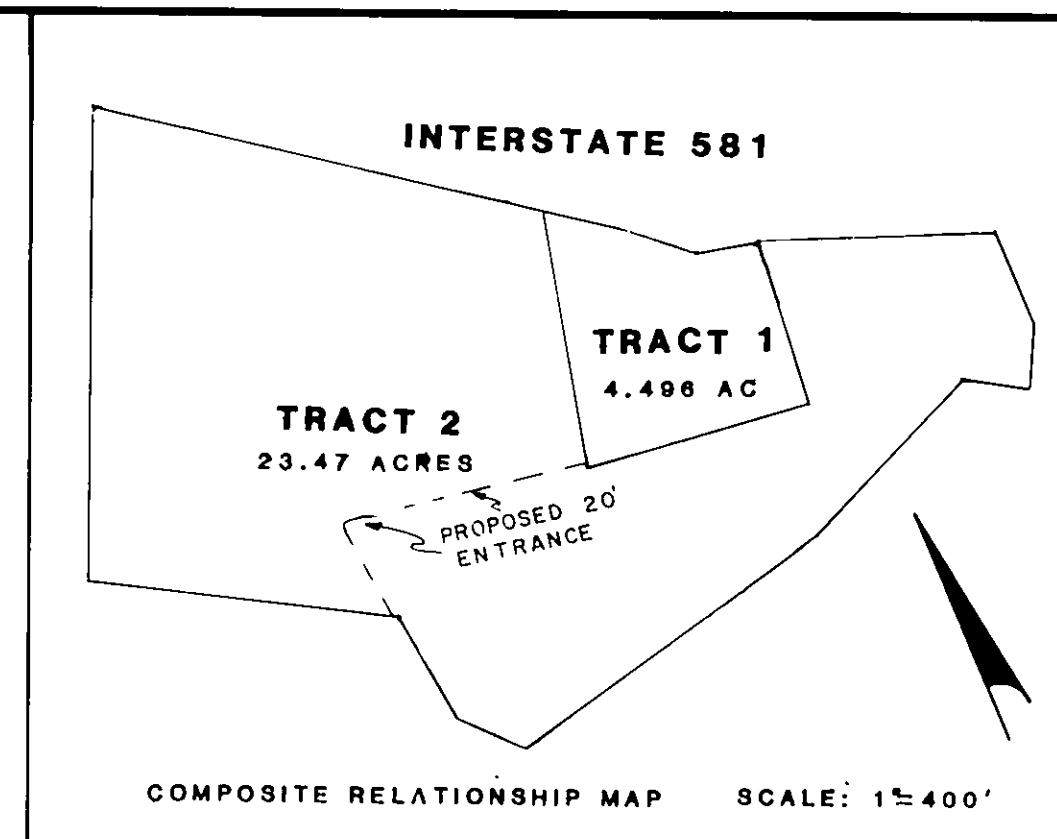 INTERSTATE 581
TRACT 1
4.496 AC
TRACT 2
23.47 ACRES
PROPOSED 20'
ENTRANCE
COMPOSITE RELATIONSHIP MAP SCALE: 1"=400'